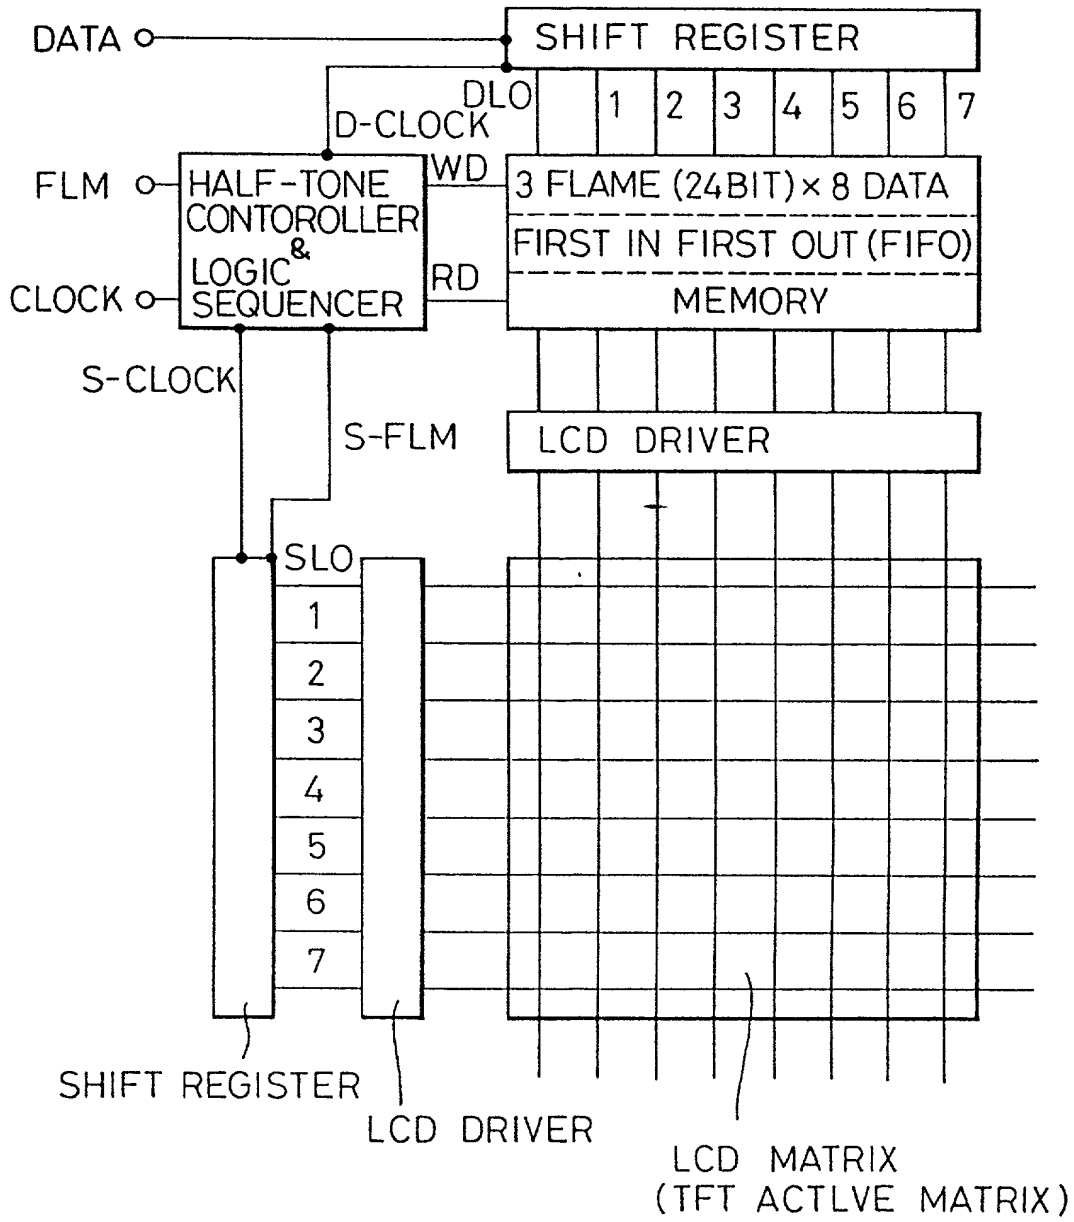 DATA
SHIFT REGISTER
DL0
1 2 3 4 5 6 7
D-CLOCK
FLM
HALF-TONE
CONTOROLLER
&
LOGIC
SEQUENCER
CLOCK
WD
RD
3 FLAME (24BIT) × 8 DATA
FIRST IN FIRST OUT (FIFO)
MEMORY
S-CLOCK
S-FLM
LCD DRIVER
SL0
1
2
3
4
5
6
7
SHIFT REGISTER
LCD DRIVER
LCD MATRIX
(TFT ACTLVE MATRIX)